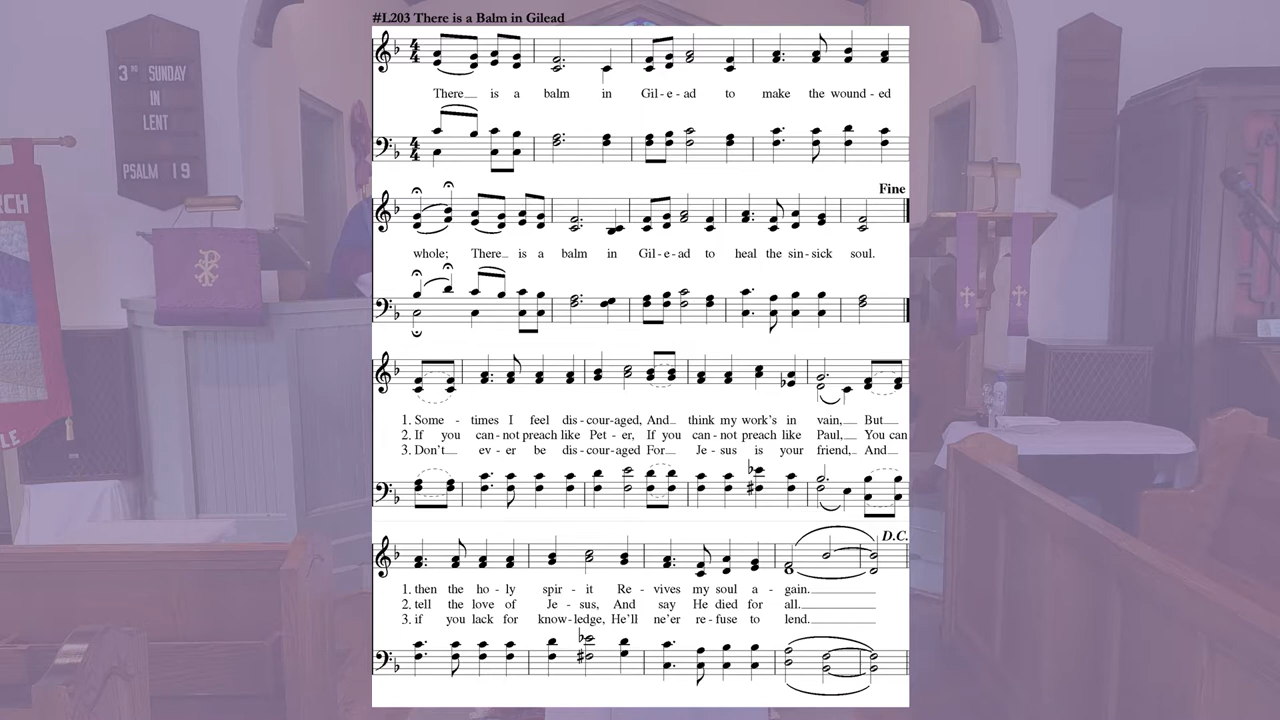 #L203 There is a Balm in Gilead
3RD SUNDAY
IN
LENT
PSALM 19
RCH
LE
There is a balm in Gil - e - ad to make the wound - ed
Fine
whole; There is a balm in Gil - e - ad to heal the sin - sick soul.
1. Some - times I feel dis - cour - aged, And think my work's in vain, But
2. If you can - not preach like Pet - er, If you can - not preach like Paul, You can
3. Don't ev - er be dis - cour - aged For Je - sus is your friend, And
D.C.
1. then the ho - ly spir - it Re - vives my soul a - gain.
2. tell the love of Je - sus, And say He died for all.
3. if you lack for know - ledge, He'll ne'er re - fuse to lend.